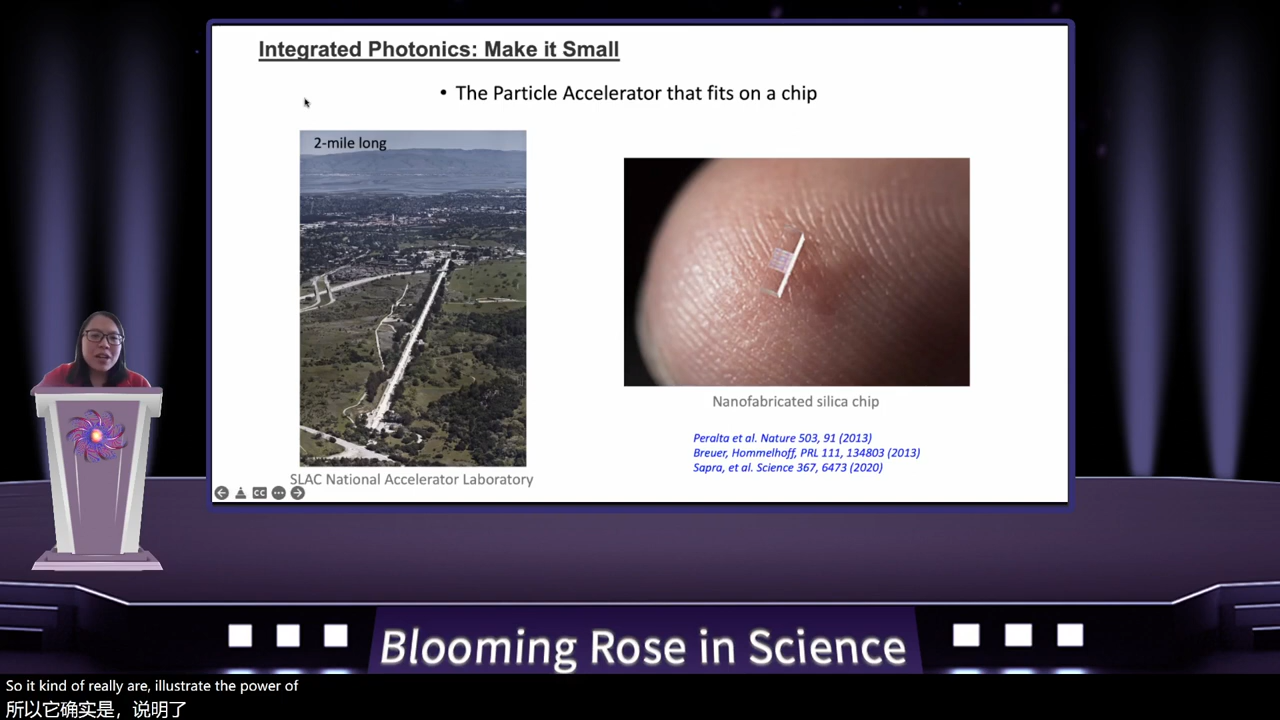 Integrated Photonics: Make it Small
• The Particle Accelerator that fits on a chip
2-mile long
SLAC National Accelerator Laboratory
Nanofabricated silica chip
Peralta et al. Nature 503, 91 (2013)
Breuer, Hommelhoff, PRL 111, 134803 (2013)
Sapra, et al. Science 367, 6473 (2020)
CC
Blooming Rose in Science
So it kind of really are, illustrate the power of
所以它确实是，说明了